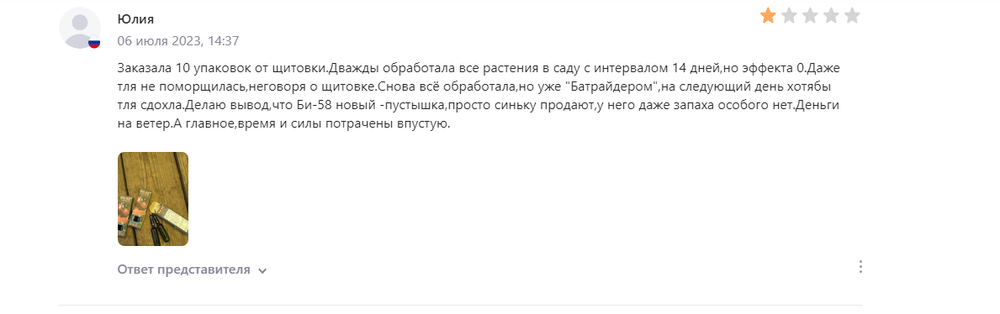 Юлия
06 июля 2023, 14:37
Заказала 10 упаковок от щитовки.Дважды обработала все растения в саду с интервалом 14 дней,но эффекта 0.Даже
тля не поморщилась,неговоря о щитовке.Снова всё обработала,но уже "Батрайдером",на следующий день хотябы
тля сдохла.Делаю вывод,что Би-58 новый -пустышка,просто синьку продают,у него даже запаха особого нет.Деньги
на ветер.А главное,время и силы потрачены впустую.
Ответ представителя